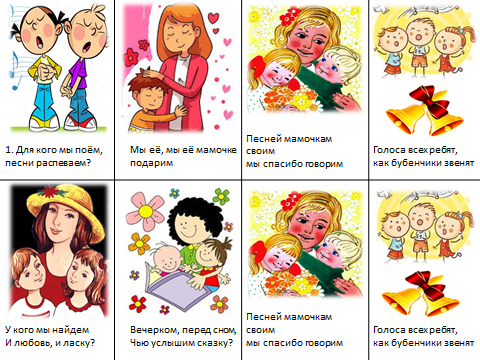 1. Для кого мы поём,
песни распеваем?
Мы её, мы её мамочке
подарим
Песней мамочкам
своим
мы спасибо говорим
Голоса всех ребят,
как бубенчики звенят
У кого мы найдем
И любовь, и ласку?
Вечерком, перед сном,
Чью услышим сказку?
Песней мамочкам
своим
мы спасибо говорим
Голоса всех ребят,
как бубенчики звенят